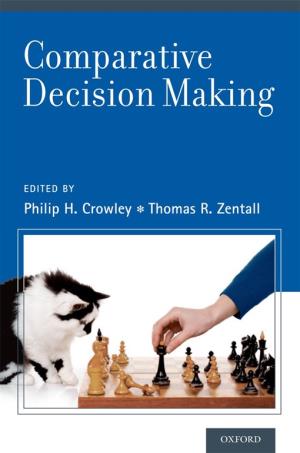 Comparative
Decision Making
EDITED BY
Philip H. Crowley * Thomas R. Zentall
OXFORD